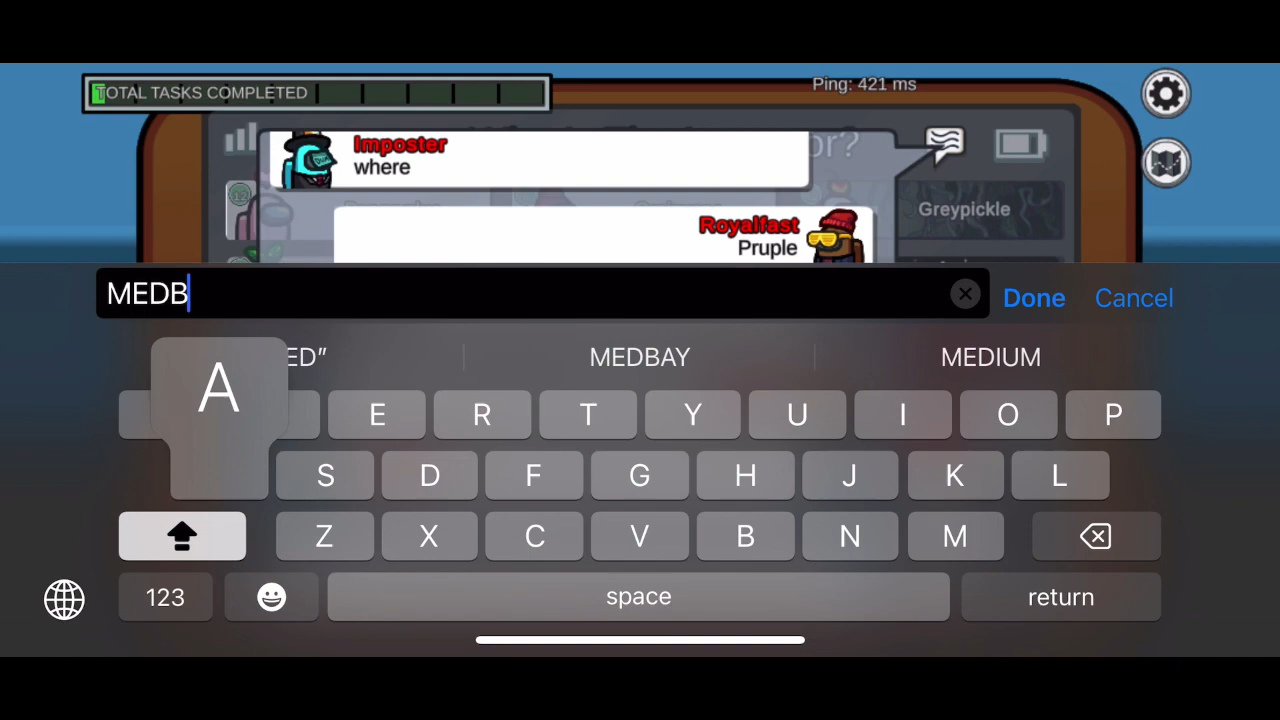 TOTAL TASKS COMPLETED
Ping: 421 ms
or?
Imposter
where
Royalfast
Pruple
Greypickle
MEDB
Done
Cancel
ED”
MEDBAY
MEDIUM
A
E R T Y U I O P
S D F G H J K L
Z X C V B N M
123
space
return